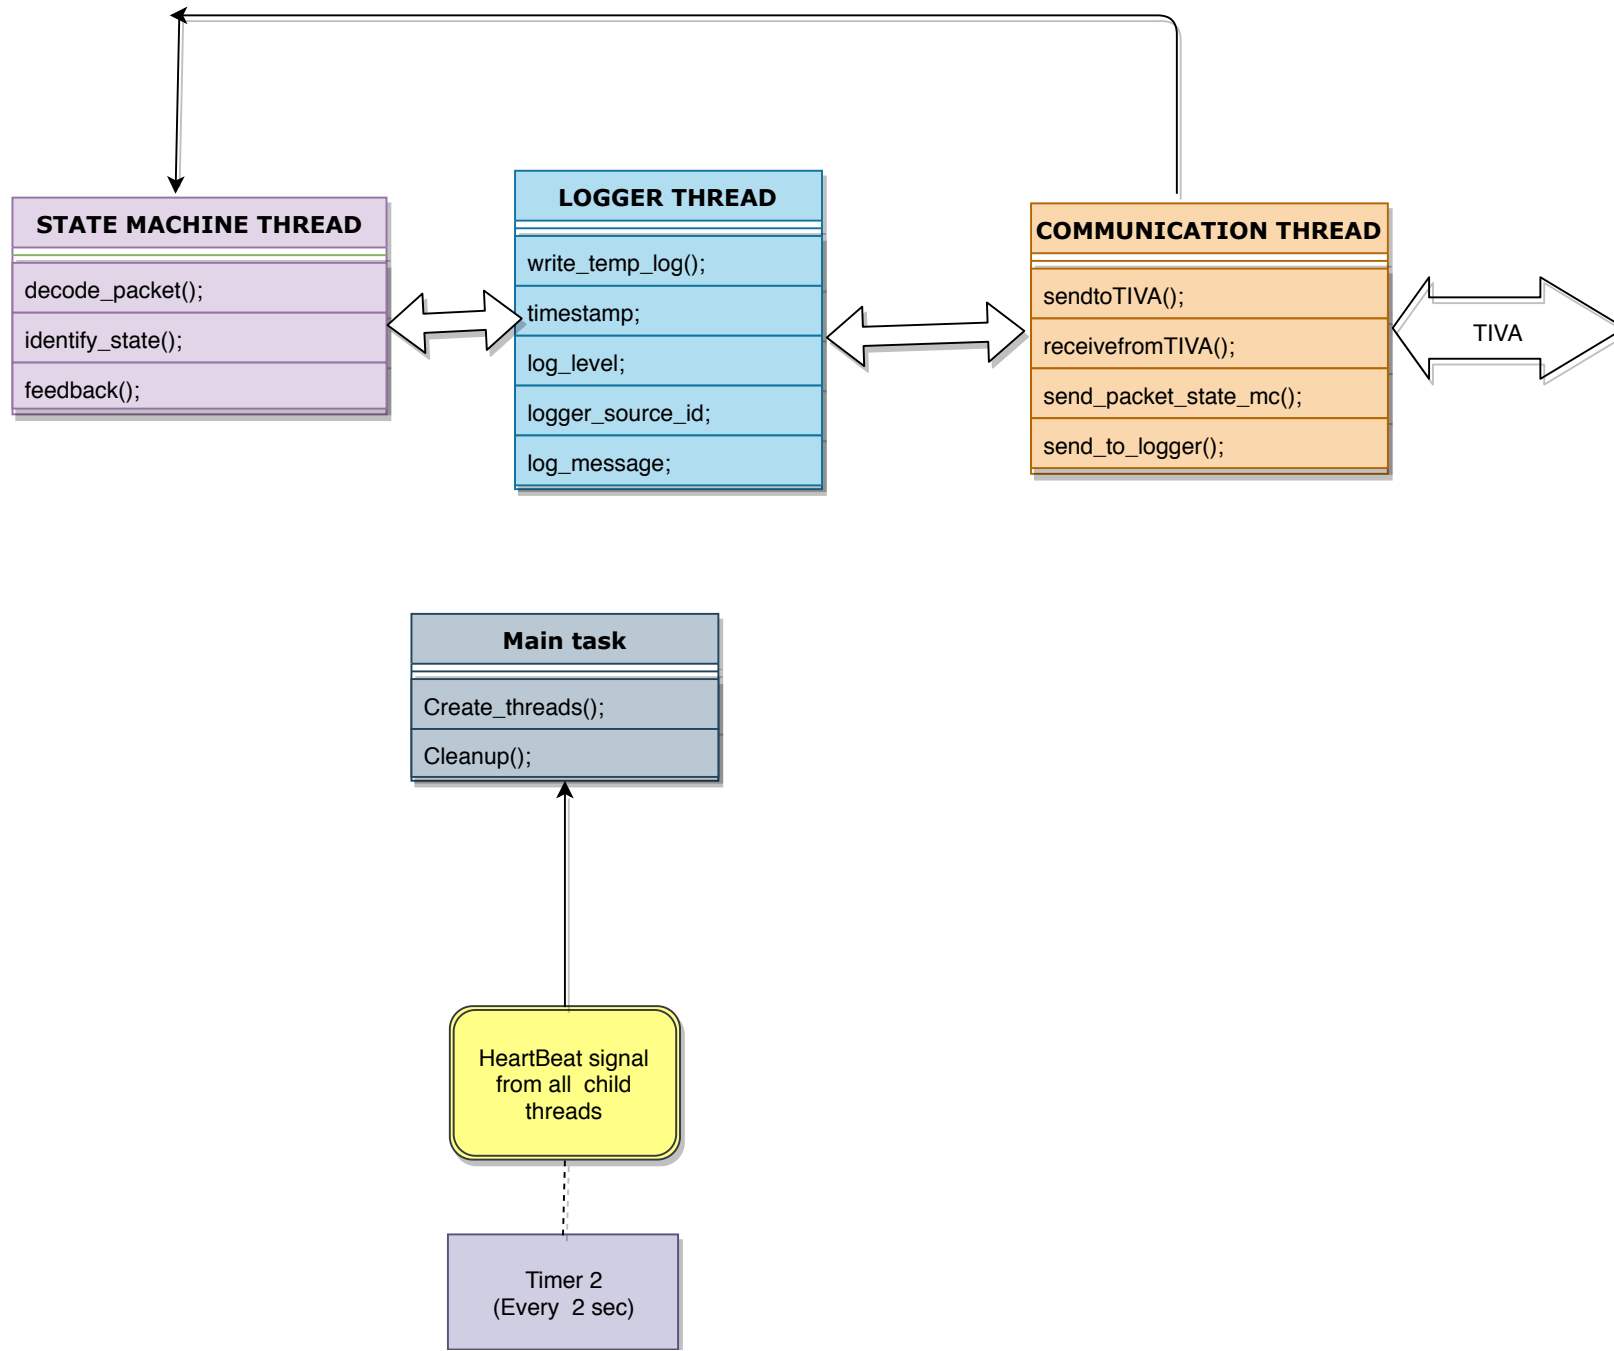 STATE MACHINE THREAD
decode_packet();
identify_state();
feedback();
LOGGER THREAD
write_temp_log();
timestamp;
log_level;
logger_source_id;
log_message;
COMMUNICATION THREAD
sendtoTIVA();
receivefromTIVA();
send_packet_state_mc();
send_to_logger();
TIVA
Main task
Create_threads();
Cleanup();
HeartBeat signal
from all child
threads
Timer 2
(Every 2 sec)